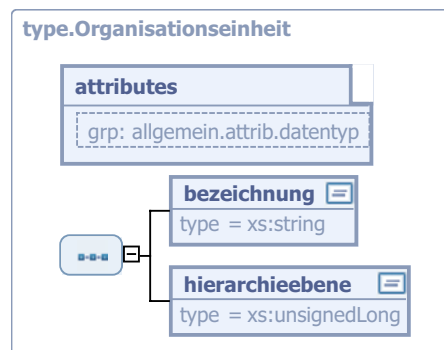 type.Organisationseinheit
attributes
grp: allgemein.attrib.datentyp
bezeichnung
type = xs:string
hierarchieebene
type = xs:unsignedLong